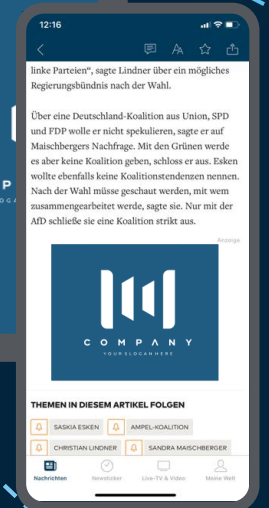 12:16
linke Parteien“, sagte Lindner über ein mögliches
Regierungsbündnis nach der Wahl.
Über eine Deutschland-Koalition aus Union, SPD
und FDP wolle er nicht spekulieren, sagte er auf
Maischbergers Nachfrage. Mit den Grünen werde
es aber keine Koalition geben, schloss er aus. Esken
wollte ebenfalls keine Koalitionstendenzen nennen.
Nach der Wahl müsse geschaut werden, mit wem
zusammengearbeitet werde, sagte sie. Nur mit der
AfD schließe sie eine Koalition strikt aus.
Anzeige
COMPANY
YOUR SLOGAN HERE
THEMEN IN DIESEM ARTIKEL FOLGEN
SASKIA ESKEN
AMPEL-KOALITION
CHRISTIAN LINDNER
SANDRA MAISCHBERGER
Nachrichten
Newsticker
Live-TV & Video
Meine Welt